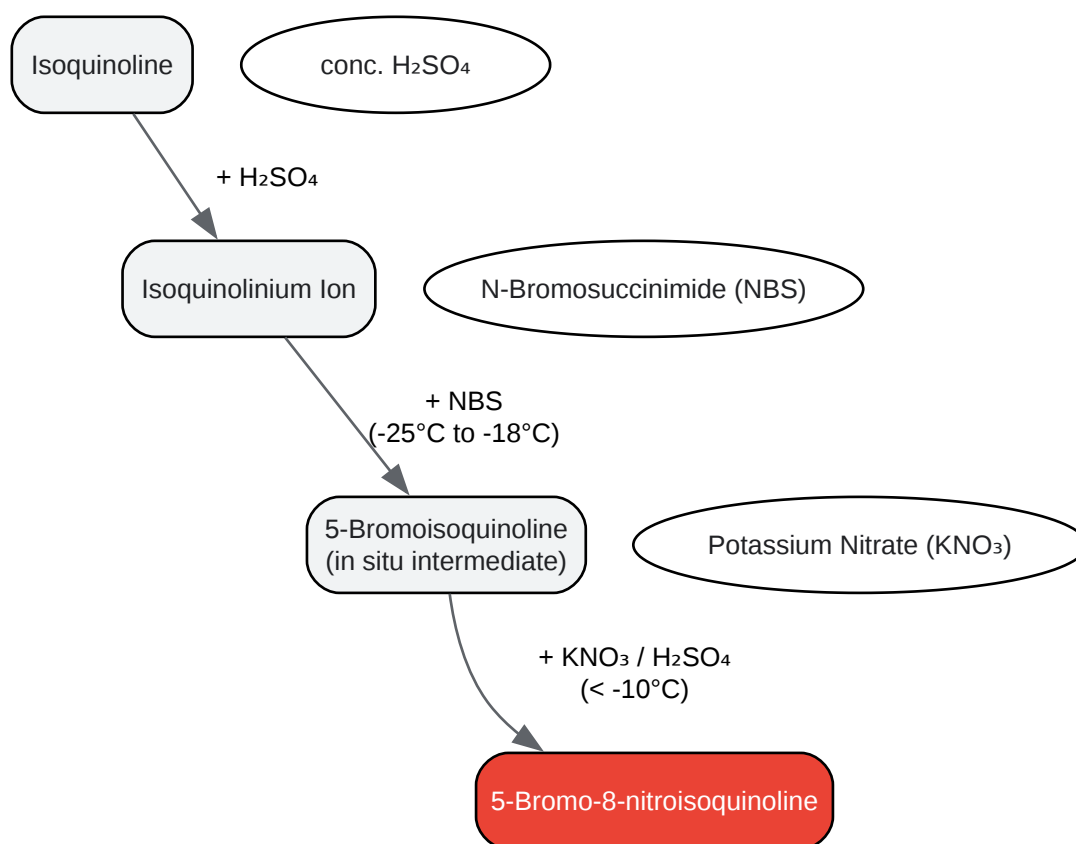 Isoquinoline
conc. H₂SO₄
+ H₂SO₄
Isoquinolinium Ion
N-Bromosuccinimide (NBS)
+ NBS
(-25°C to -18°C)
5-Bromoisoquinoline
(in situ intermediate)
Potassium Nitrate (KNO₃)
+ KNO₃ / H₂SO₄
(< -10°C)
5-Bromo-8-nitroisoquinoline